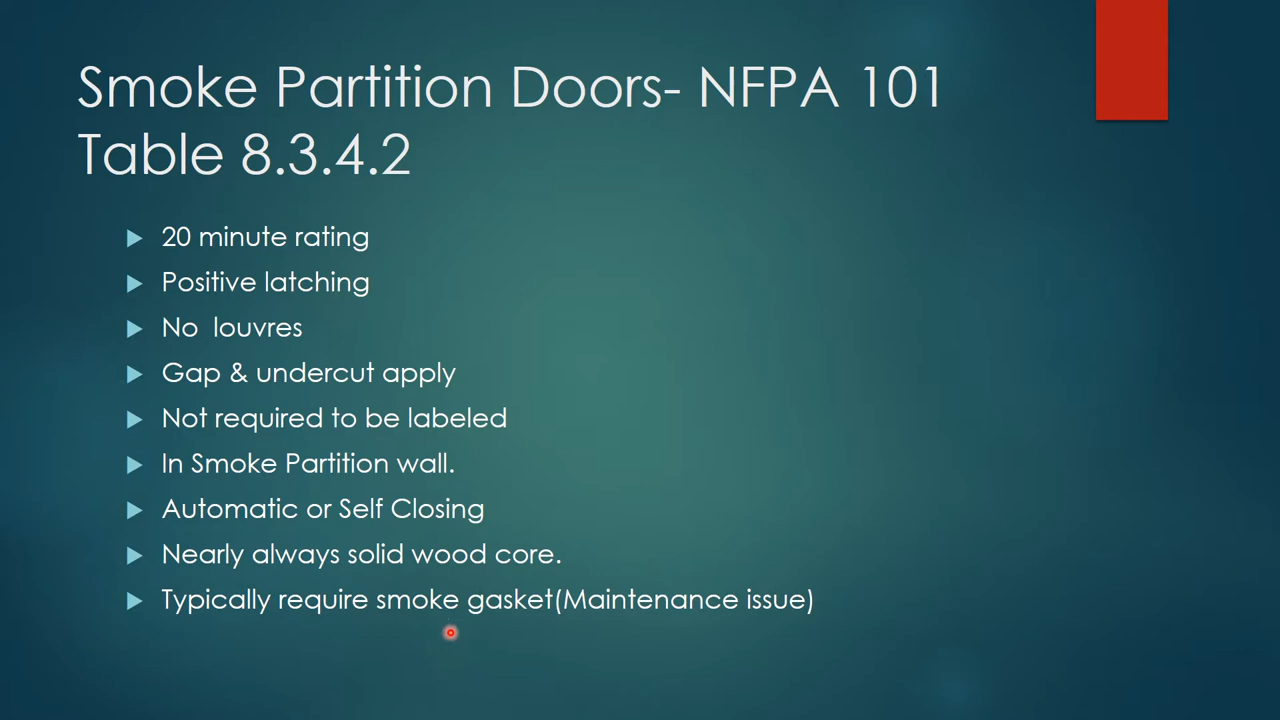 Smoke Partition Doors- NFPA 101
Table 8.3.4.2
20 minute rating
Positive latching
No  louvres
Gap & undercut apply
Not required to be labeled
In Smoke Partition wall.
Automatic or Self Closing
Nearly always solid wood core.
Typically require smoke gasket(Maintenance issue)